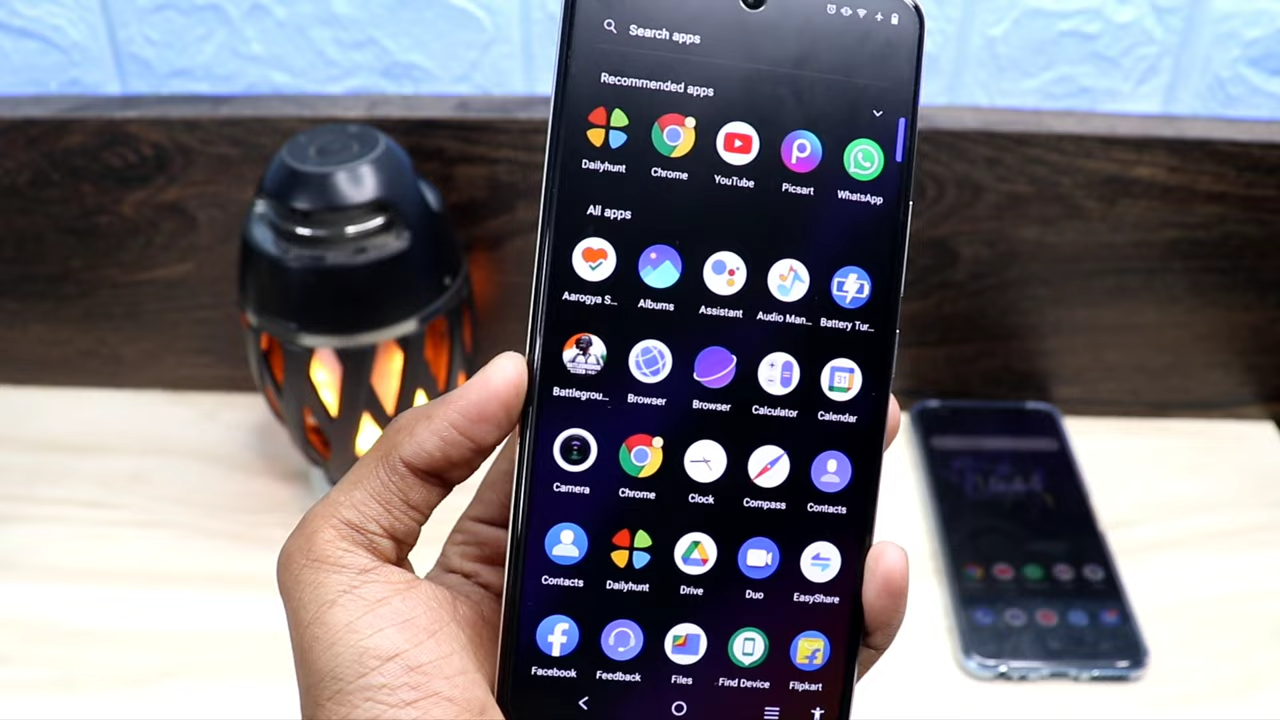 Search apps
Recommended apps
Dailyhunt Chrome YouTube Picsart WhatsApp
All apps
Aarogya S... Albums Assistant Audio Man... Battery Tur...
31
Battlegrou... Browser Browser Calculator Calendar
Camera Chrome Clock Compass Contacts
Contacts Dailyhunt Drive Duo EasyShare
Facebook Feedback Files Find Device Flipkart